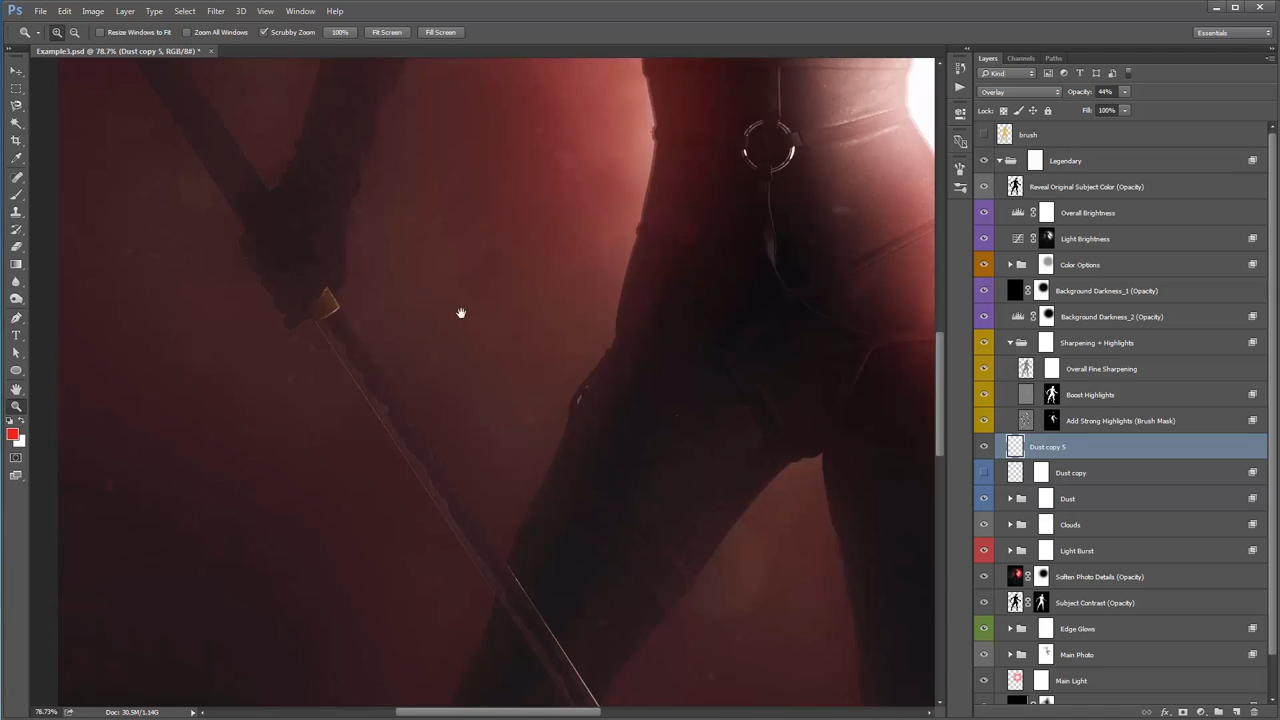 Ps File Edit Image Layer Type Select Filter 3D View Window Help
Resize Windows to Fit Zoom All Windows Scrubby Zoom 100% Fit Screen Fill Screen Essentials
Example3.psd @ 78.7% (Dust copy 5, RGB/8#) * ×
Layers Channels Paths
Kind
Overlay Opacity: 44%
Lock: Fill: 100%
brush
Legendary
Reveal Original Subject Color (Opacity)
Overall Brightness
Light Brightness
Color Options
Background Darkness_1 (Opacity)
Background Darkness_2 (Opacity)
Sharpening + Highlights
Overall Fine Sharpening
Boost Highlights
Add Strong Highlights (Brush Mask)
Dust copy 5
Dust copy
Dust
Clouds
Light Burst
Soften Photo Details (Opacity)
Subject Contrast (Opacity)
Edge Glows
Main Photo
Main Light
78.73% Doc: 30.5M/1.14G